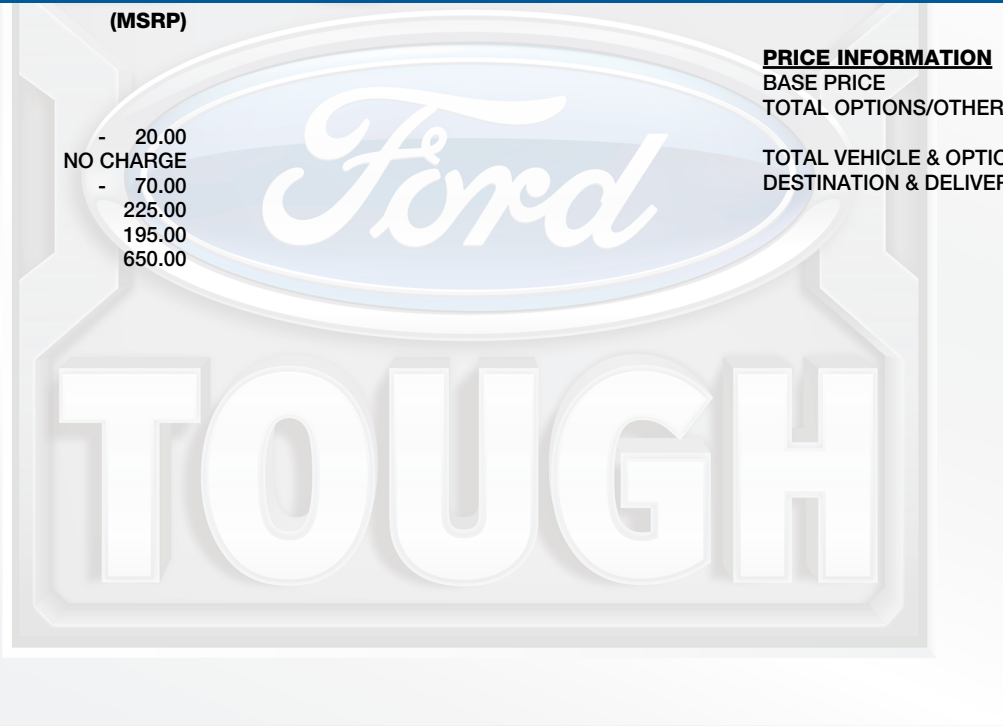 (MSRP)
- 20.00
NO CHARGE
- 70.00
225.00
195.00
650.00
PRICE INFORMATION
BASE PRICE
TOTAL OPTIONS/OTHER
TOTAL VEHICLE & OPTIO
DESTINATION & DELIVER
Ford
TOUGH